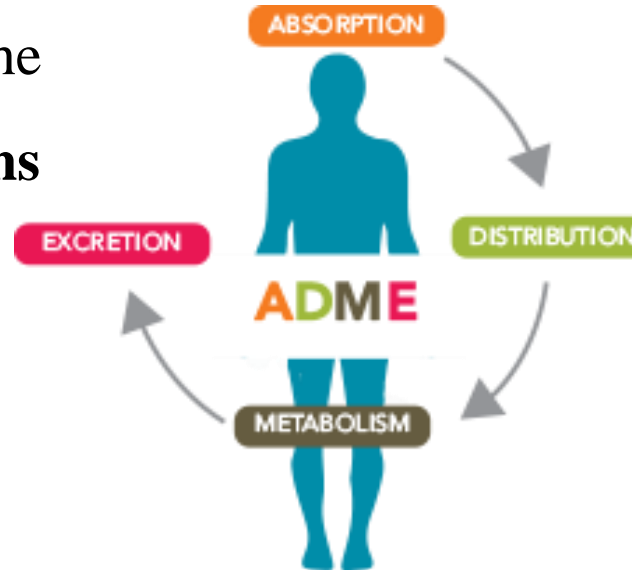 ABSORPTION
ne
ns
EXCRETION
DISTRIBUTION
ADME
METABOLISM